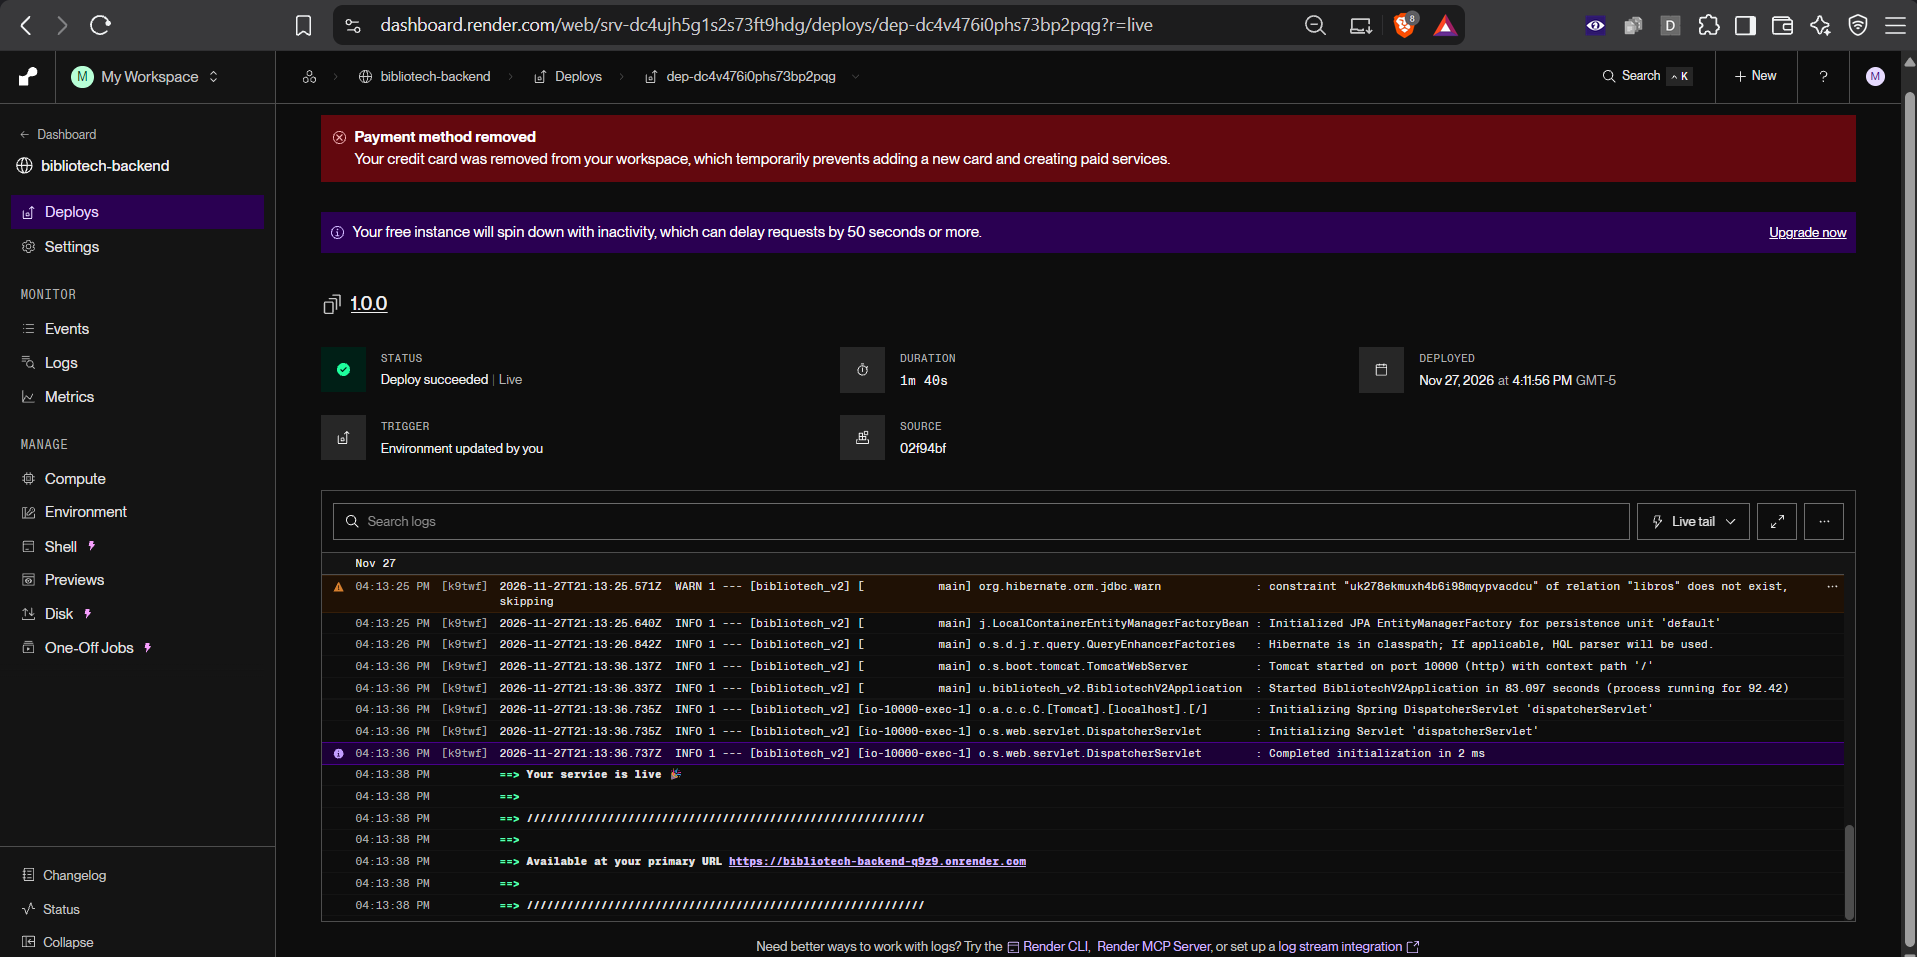 dashboard.render.com/web/srv-dc4ujh5g1s2s73ft9hdg/deploys/dep-dc4v476i0phs73bp2pqg?r=live
8
D
M My Workspace
bibliotech-backend
Deploys
dep-dc4v476i0phs73bp2pqg
Search ^ K
+ New
?
M
← Dashboard
bibliotech-backend
Deploys
Settings
MONITOR
Events
Logs
Metrics
MANAGE
Compute
Environment
Shell
Previews
Disk
One-Off Jobs
Changelog
Status
Collapse
Payment method removed
Your credit card was removed from your workspace, which temporarily prevents adding a new card and creating paid services.
Your free instance will spin down with inactivity, which can delay requests by 50 seconds or more.
Upgrade now
1.0.0
STATUS
Deploy succeeded | Live
DURATION
1m 40s
DEPLOYED
Nov 27, 2026 at 4:11:56 PM GMT-5
TRIGGER
Environment updated by you
SOURCE
02f94bf
Search logs
Live tail
...
Nov 27
04:13:25 PM [k9twf] 2026-11-27T21:13:25.571Z WARN 1 --- [bibliotech_v2] [ main] org.hibernate.orm.jdbc.warn : constraint "uk278ekmuxh4b6i98mqypvacdcu" of relation "libros" does not exist, ...
skipping
04:13:25 PM [k9twf] 2026-11-27T21:13:25.640Z INFO 1 --- [bibliotech_v2] [ main] j.LocalContainerEntityManagerFactoryBean : Initialized JPA EntityManagerFactory for persistence unit 'default'
04:13:26 PM [k9twf] 2026-11-27T21:13:26.842Z INFO 1 --- [bibliotech_v2] [ main] o.s.d.j.r.query.QueryEnhancerFactories : Hibernate is in classpath; If applicable, HQL parser will be used.
04:13:36 PM [k9twf] 2026-11-27T21:13:36.137Z INFO 1 --- [bibliotech_v2] [ main] o.s.boot.tomcat.TomcatWebServer : Tomcat started on port 10000 (http) with context path '/'
04:13:36 PM [k9twf] 2026-11-27T21:13:36.337Z INFO 1 --- [bibliotech_v2] [ main] u.bibliotech_v2.BibliotechV2Application : Started BibliotechV2Application in 83.097 seconds (process running for 92.42)
04:13:36 PM [k9twf] 2026-11-27T21:13:36.735Z INFO 1 --- [bibliotech_v2] [io-10000-exec-1] o.a.c.c.C.[Tomcat].[localhost].[/] : Initializing Spring DispatcherServlet 'dispatcherServlet'
04:13:36 PM [k9twf] 2026-11-27T21:13:36.735Z INFO 1 --- [bibliotech_v2] [io-10000-exec-1] o.s.web.servlet.DispatcherServlet : Initializing Servlet 'dispatcherServlet'
04:13:36 PM [k9twf] 2026-11-27T21:13:36.737Z INFO 1 --- [bibliotech_v2] [io-10000-exec-1] o.s.web.servlet.DispatcherServlet : Completed initialization in 2 ms
04:13:38 PM ==> Your service is live 🎉
04:13:38 PM ==>
04:13:38 PM ==> ///////////////////////////////////////////////////////////
04:13:38 PM ==>
04:13:38 PM ==> Available at your primary URL https://bibliotech-backend-q9z9.onrender.com
04:13:38 PM ==>
04:13:38 PM ==> ///////////////////////////////////////////////////////////
Need better ways to work with logs? Try the Render CLI, Render MCP Server, or set up a log stream integration